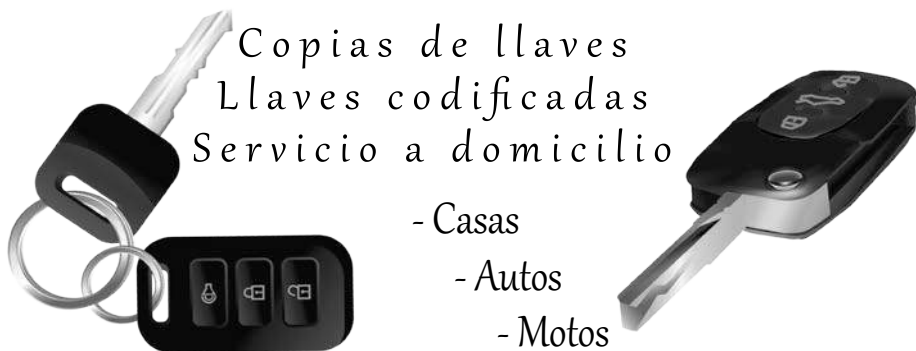 Copias de llaves
Llaves codificadas
Servicio a domicilio
- Casas
- Autos
- Motos